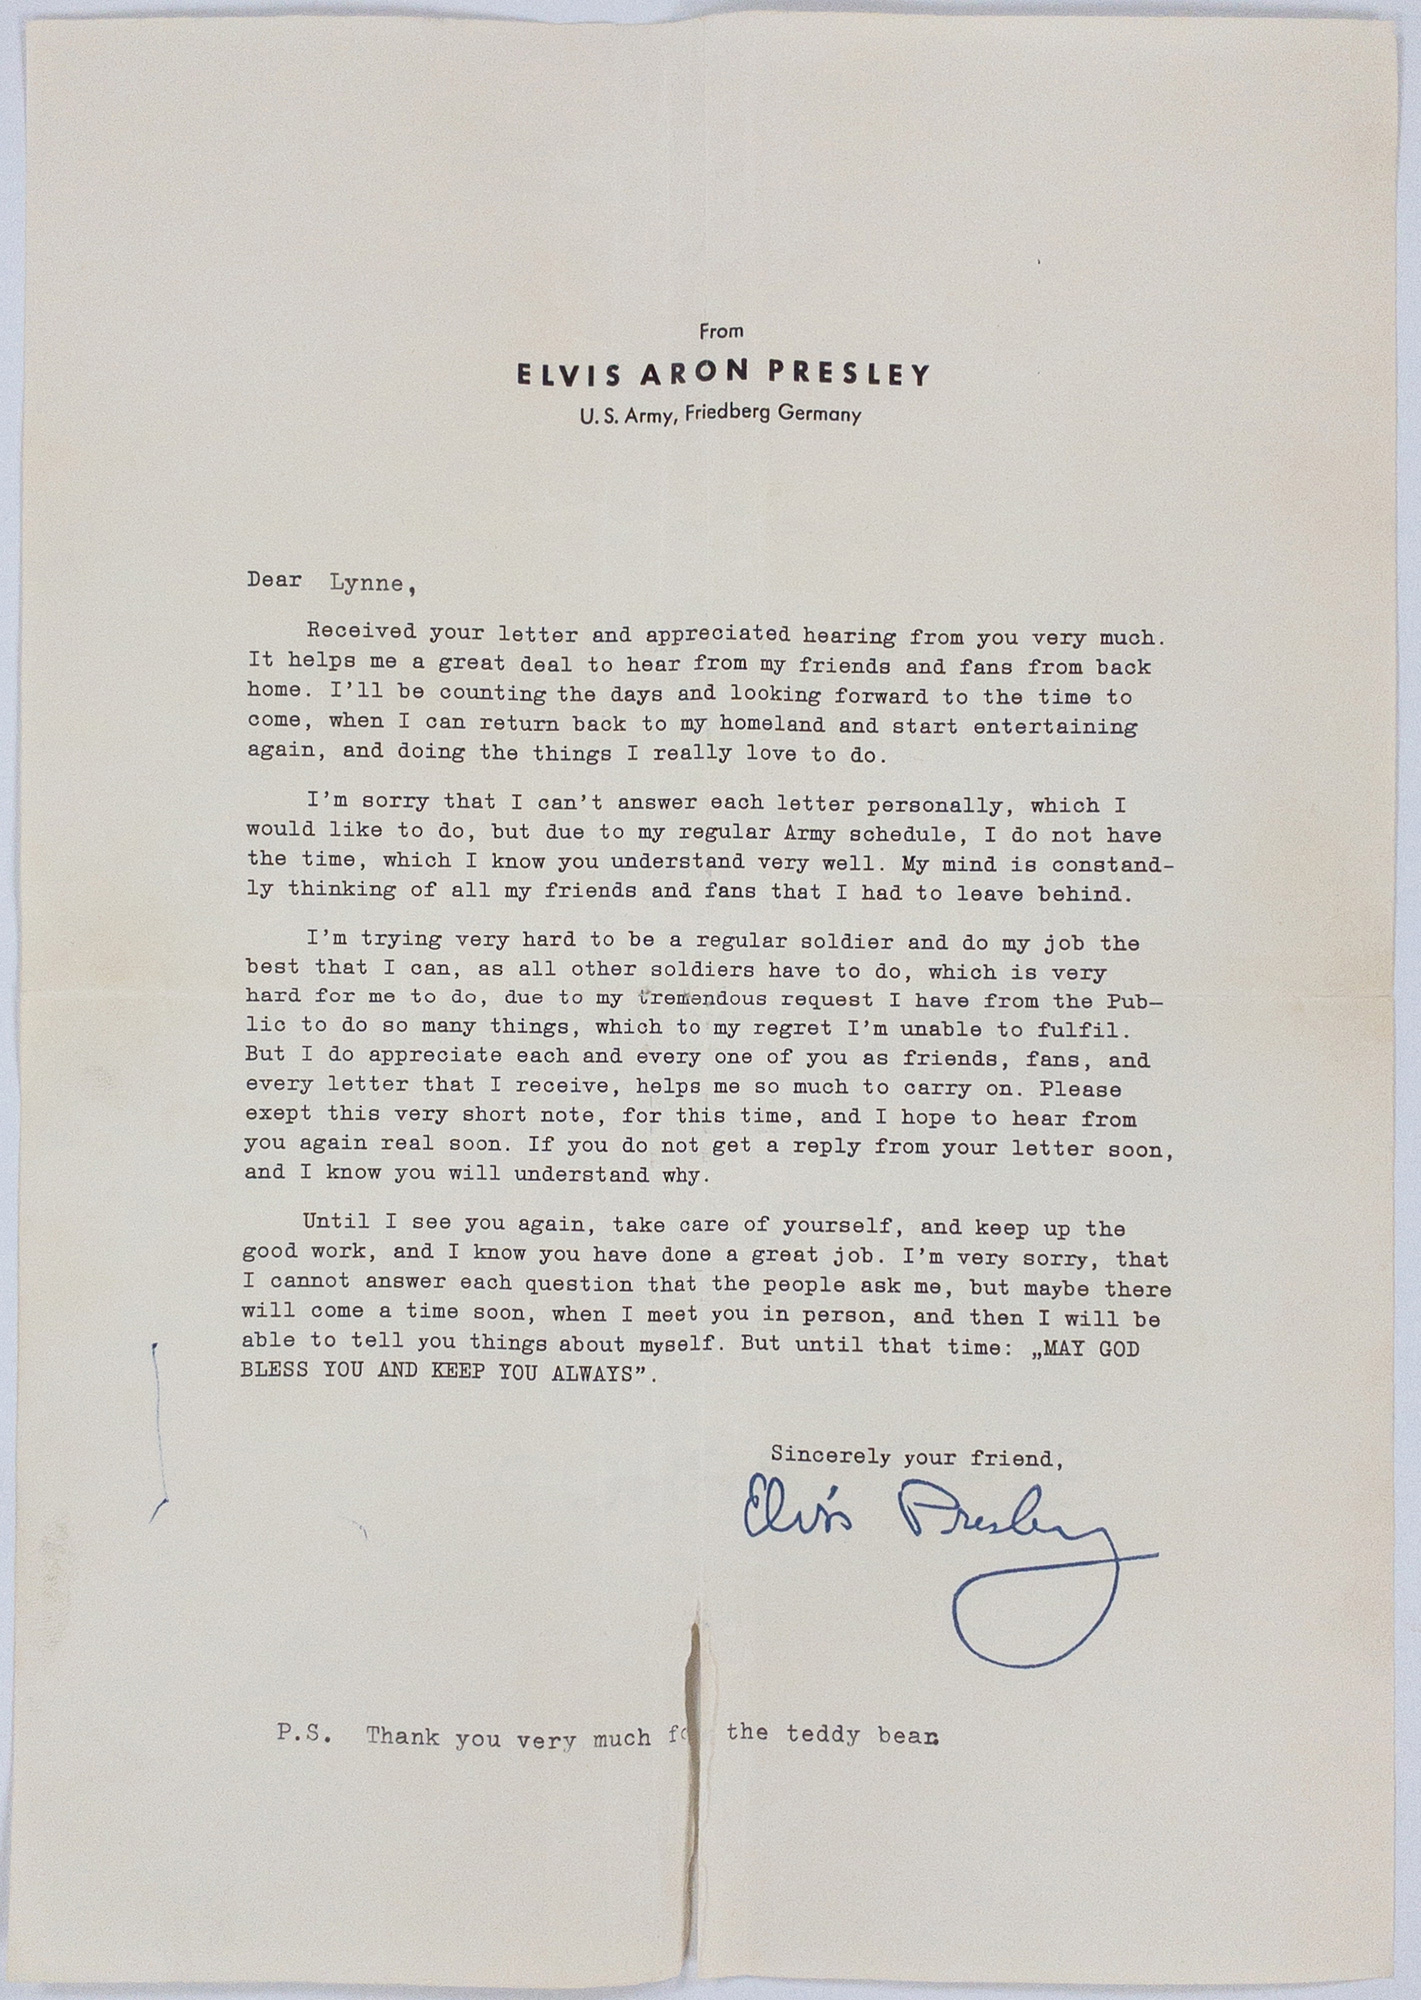 From
ELVIS ARON PRESLEY
U. S. Army, Friedberg Germany
Dear Lynne,
Received your letter and appreciated hearing from you very much.
It helps me a great deal to hear from my friends and fans from back
home. I'll be counting the days and looking forward to the time to
come, when I can return back to my homeland and start entertaining
again, and doing the things I really love to do.
I'm sorry that I can't answer each letter personally, which I
would like to do, but due to my regular Army schedule, I do not have
the time, which I know you understand very well. My mind is constand-
ly thinking of all my friends and fans that I had to leave behind.
I'm trying very hard to be a regular soldier and do my job the
best that I can, as all other soldiers have to do, which is very
hard for me to do, due to my tremendous request I have from the Pub-
lic to do so many things, which to my regret I'm unable to fulfil.
But I do appreciate each and every one of you as friends, fans, and
every letter that I receive, helps me so much to carry on. Please
exept this very short note, for this time, and I hope to hear from
you again real soon. If you do not get a reply from your letter soon,
and I know you will understand why.
Until I see you again, take care of yourself, and keep up the
good work, and I know you have done a great job. I'm very sorry, that
I cannot answer each question that the people ask me, but maybe there
will come a time soon, when I meet you in person, and then I will be
able to tell you things about myself. But until that time: „MAY GOD
BLESS YOU AND KEEP YOU ALWAYS”.
Sincerely your friend,
Elvis Presley
P.S. Thank you very much fo the teddy bear.